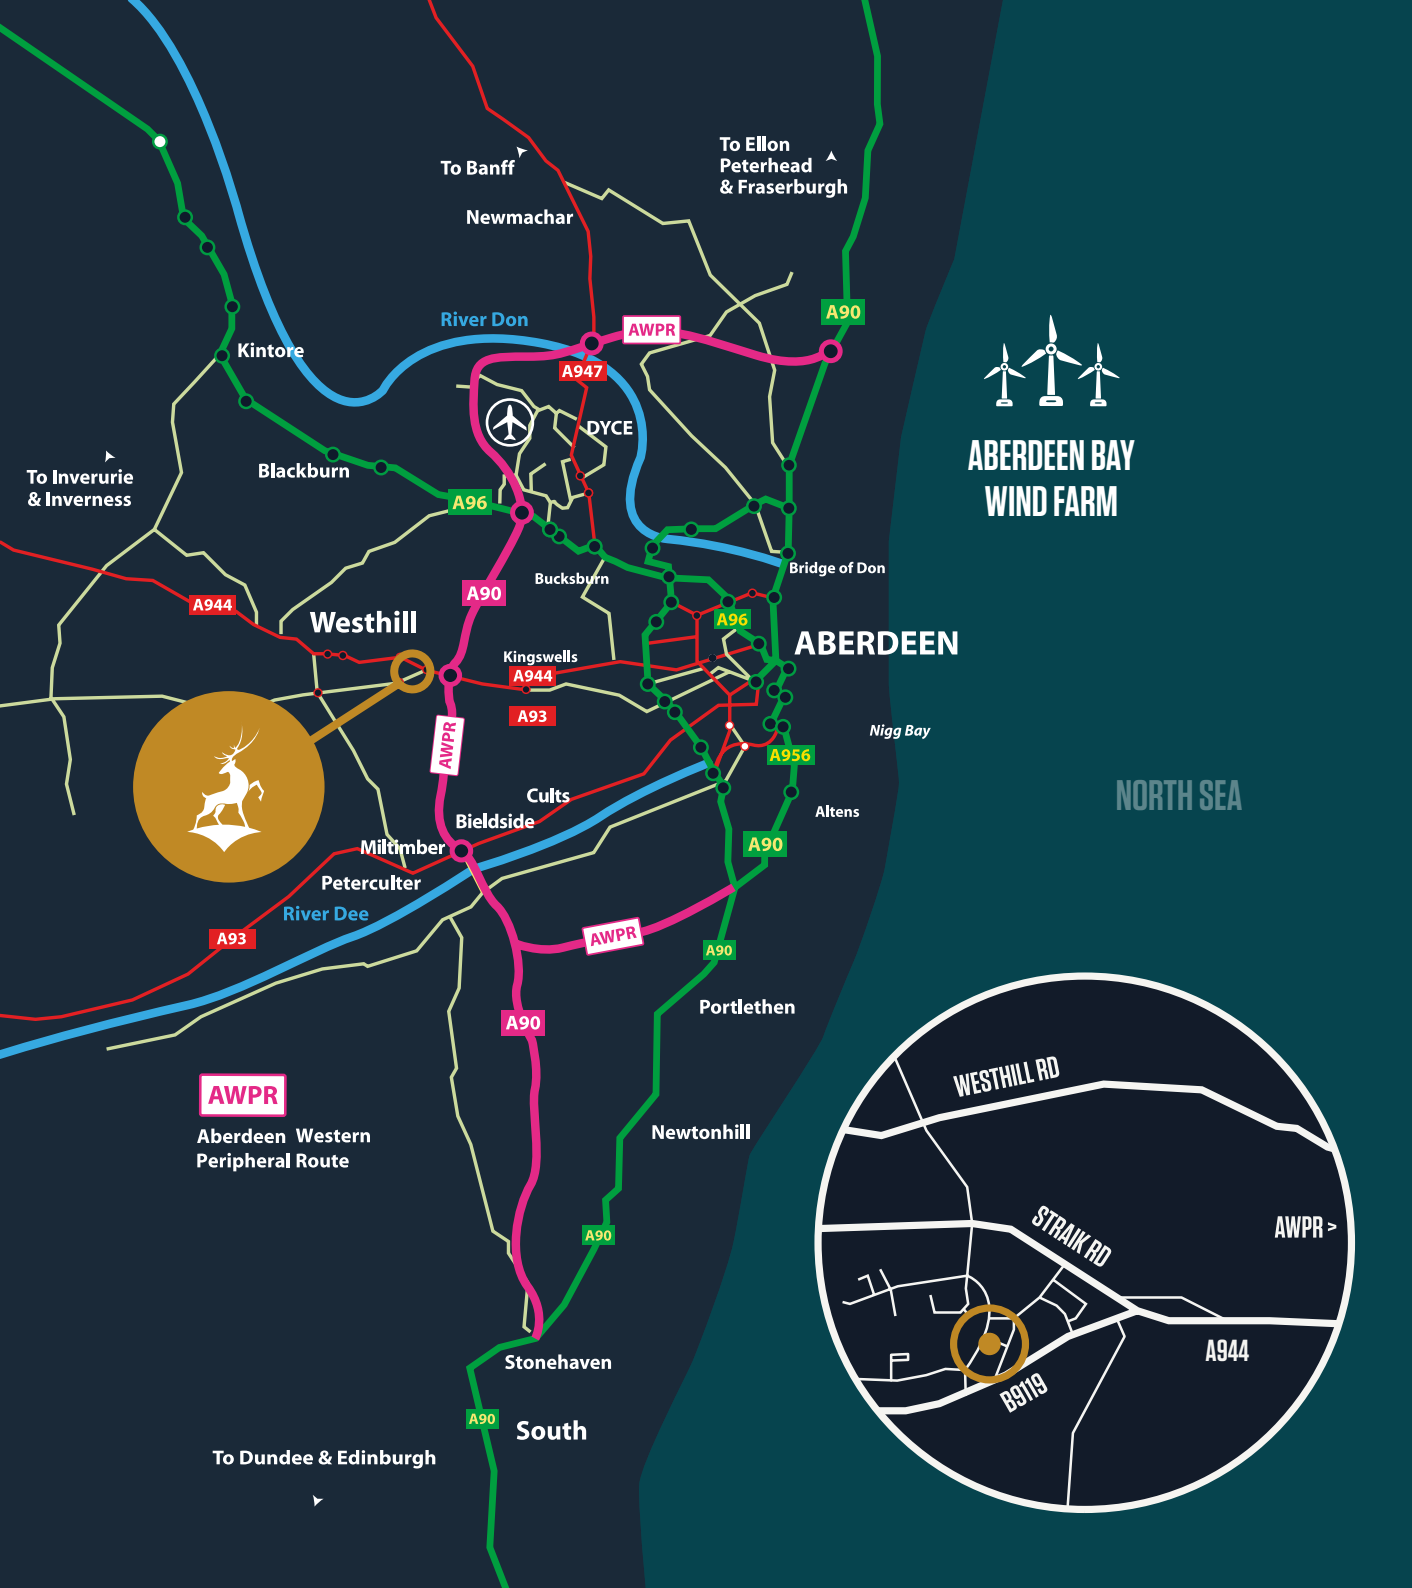 To Ellon
Peterhead
& Fraserburgh
To Banff
Newmachar
A90
River Don
AWPR
Kintore
A947
DYCE
ABERDEEN BAY
WIND FARM
Blackburn
To Inverurie
& Inverness
A96
Bridge of Don
Bucksburn
A90
A944
Westhill
A96
ABERDEEN
Kingswells
A944
A93
Nigg Bay
AWPR
A956
NORTH SEA
Cults
Altens
Bieldside
Miltimber
A90
Peterculter
River Dee
A93
AWPR
A90
Portlethen
A90
AWPR
Aberdeen Western
Peripheral Route
Newtonhill
A90
Stonehaven
A90
South
To Dundee & Edinburgh
WESTHILL RD
STRAIK RD
AWPR >
A944
B9119